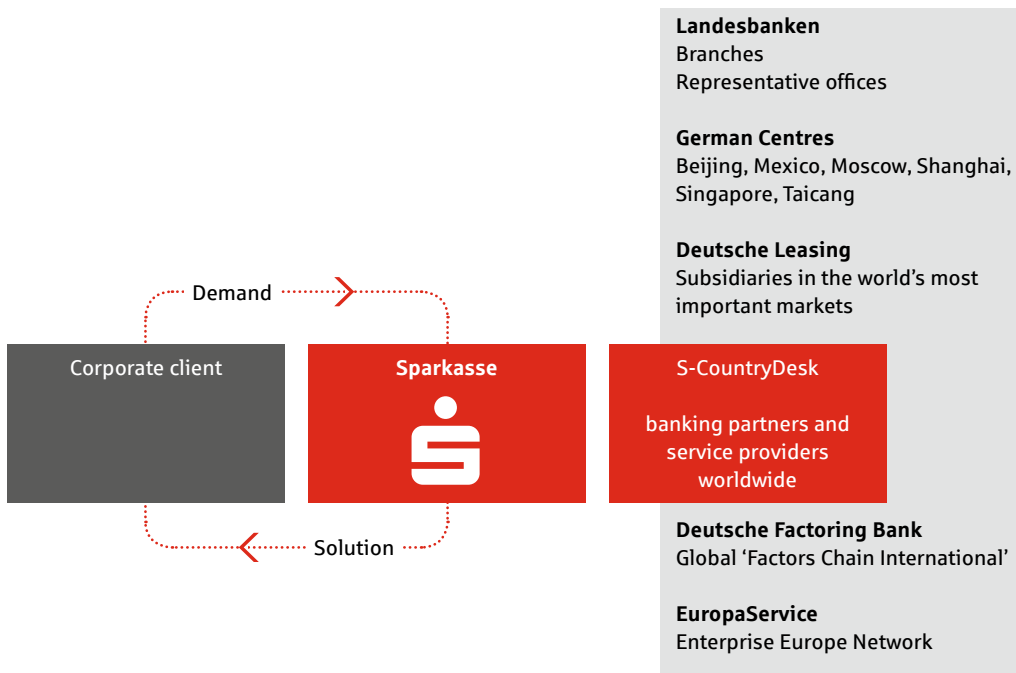 Landesbanken
Branches
Representative offices
German Centres
Beijing, Mexico, Moscow, Shanghai,
Singapore, Taicang
Deutsche Leasing
Subsidiaries in the world’s most
important markets
Demand
Corporate client
Sparkasse
S-CountryDesk
banking partners and
service providers
worldwide
Solution
Deutsche Factoring Bank
Global ‘Factors Chain International’
EuropaService
Enterprise Europe Network